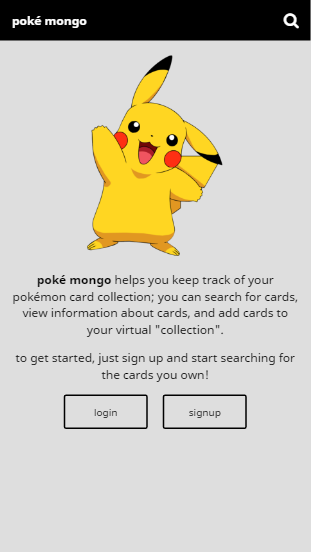 poké mongo
poké mongo helps you keep track of your
pokémon card collection; you can search for cards,
view information about cards, and add cards to
your virtual "collection".
to get started, just sign up and start searching for
the cards you own!
login
signup